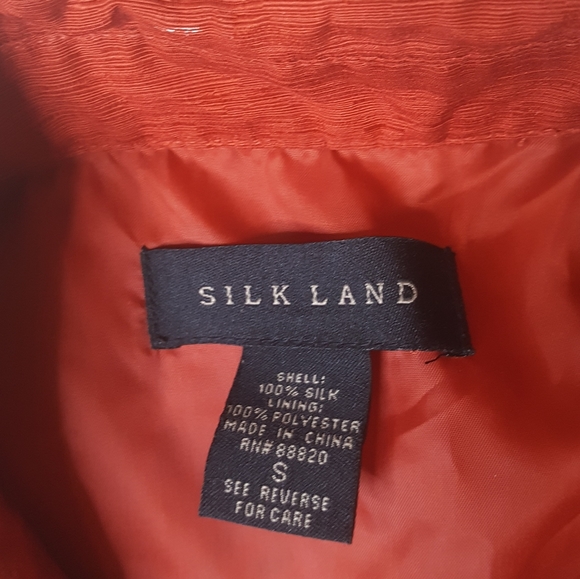 SILK LAND
SHELL:
100% SILK
LINING:
100% POLYESTER
MADE IN CHINA
RN# 88820
S
SEE REVERSE
FOR CARE